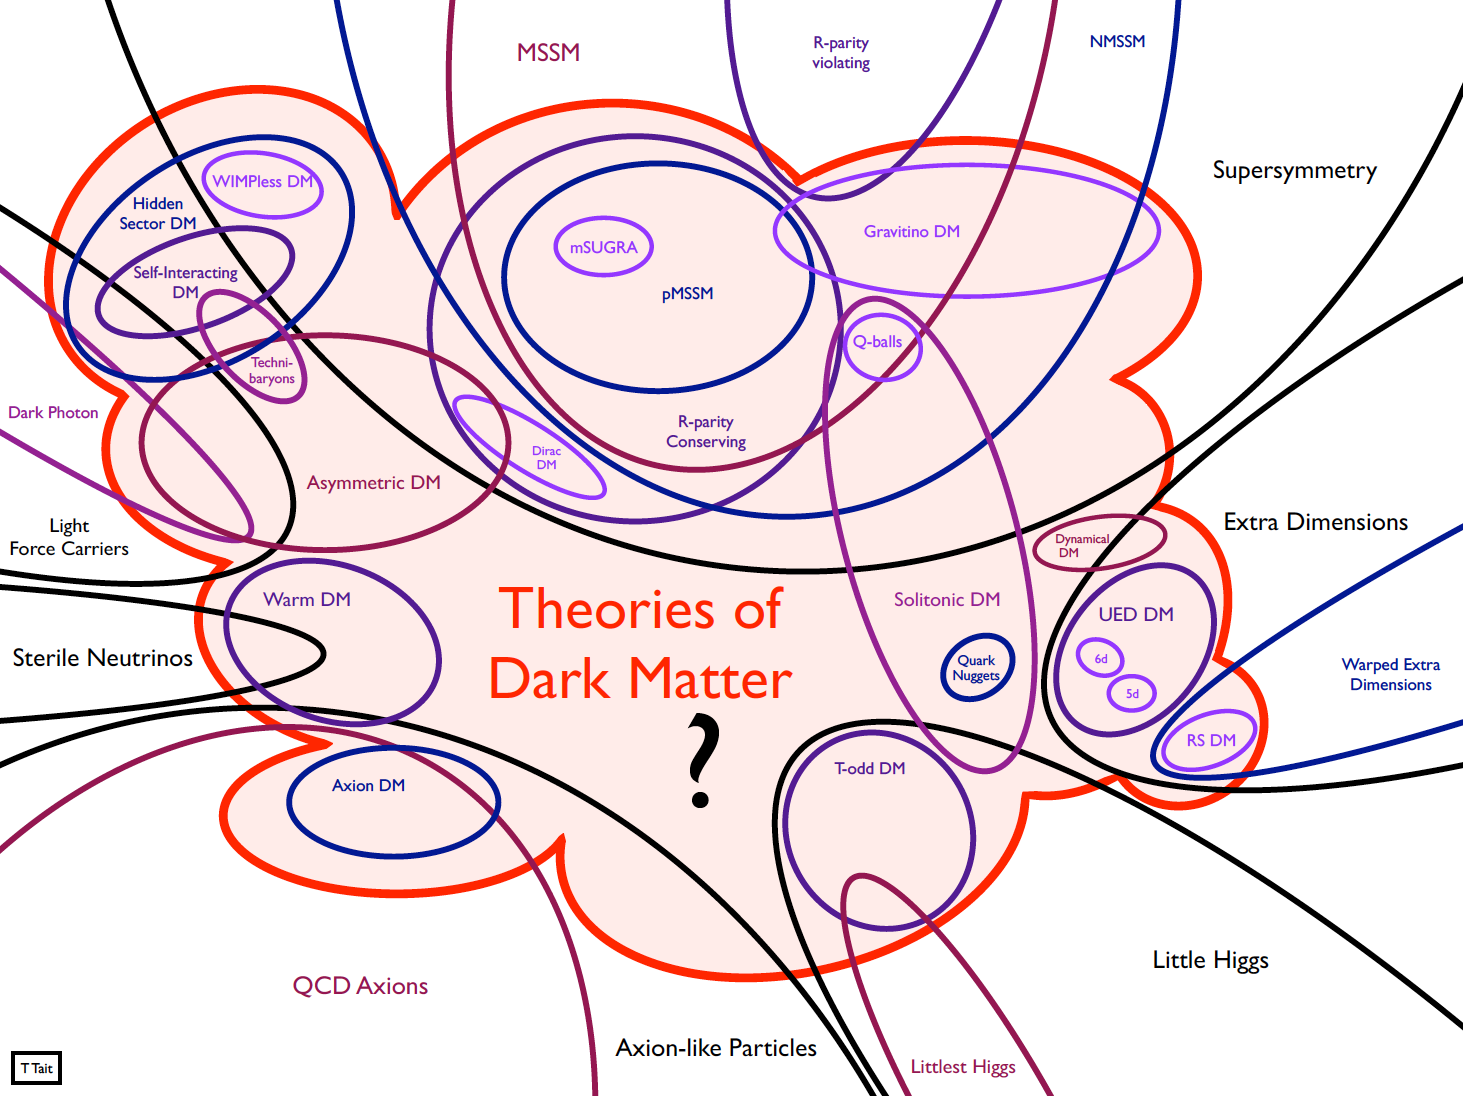 MSSM
R-parity
violating
NMSSM
Supersymmetry
WIMPless DM
Hidden
Sector DM
Self-Interacting
DM
mSUGRA
pMSSM
Gravitino DM
Q-balls
Techni-
baryons
Dark Photon
R-parity
Conserving
Dirac
DM
Asymmetric DM
Light
Force Carriers
Extra Dimensions
Dynamical
DM
Warm DM
Theories of
Dark Matter
?
Solitonic DM
UED DM
Sterile Neutrinos
Quark
Nuggets
6d
5d
Warped Extra
Dimensions
RS DM
Axion DM
T-odd DM
QCD Axions
Little Higgs
Axion-like Particles
Littlest Higgs
T Tait